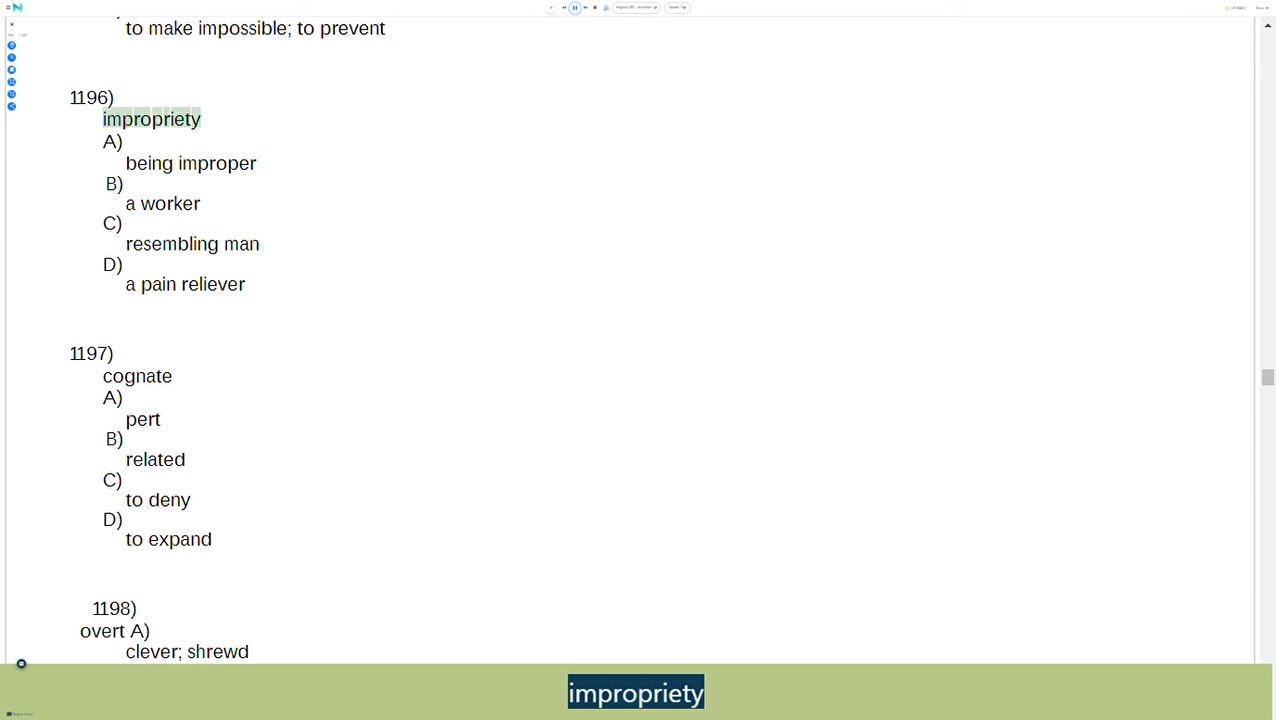 to make impossible; to prevent
1196)
impropriety
A)
being improper
B)
a worker
C)
resembling man
D)
a pain reliever
1197)
cognate
A)
pert
B)
related
C)
to deny
D)
to expand
1198)
overt A)
clever; shrewd
impropriety